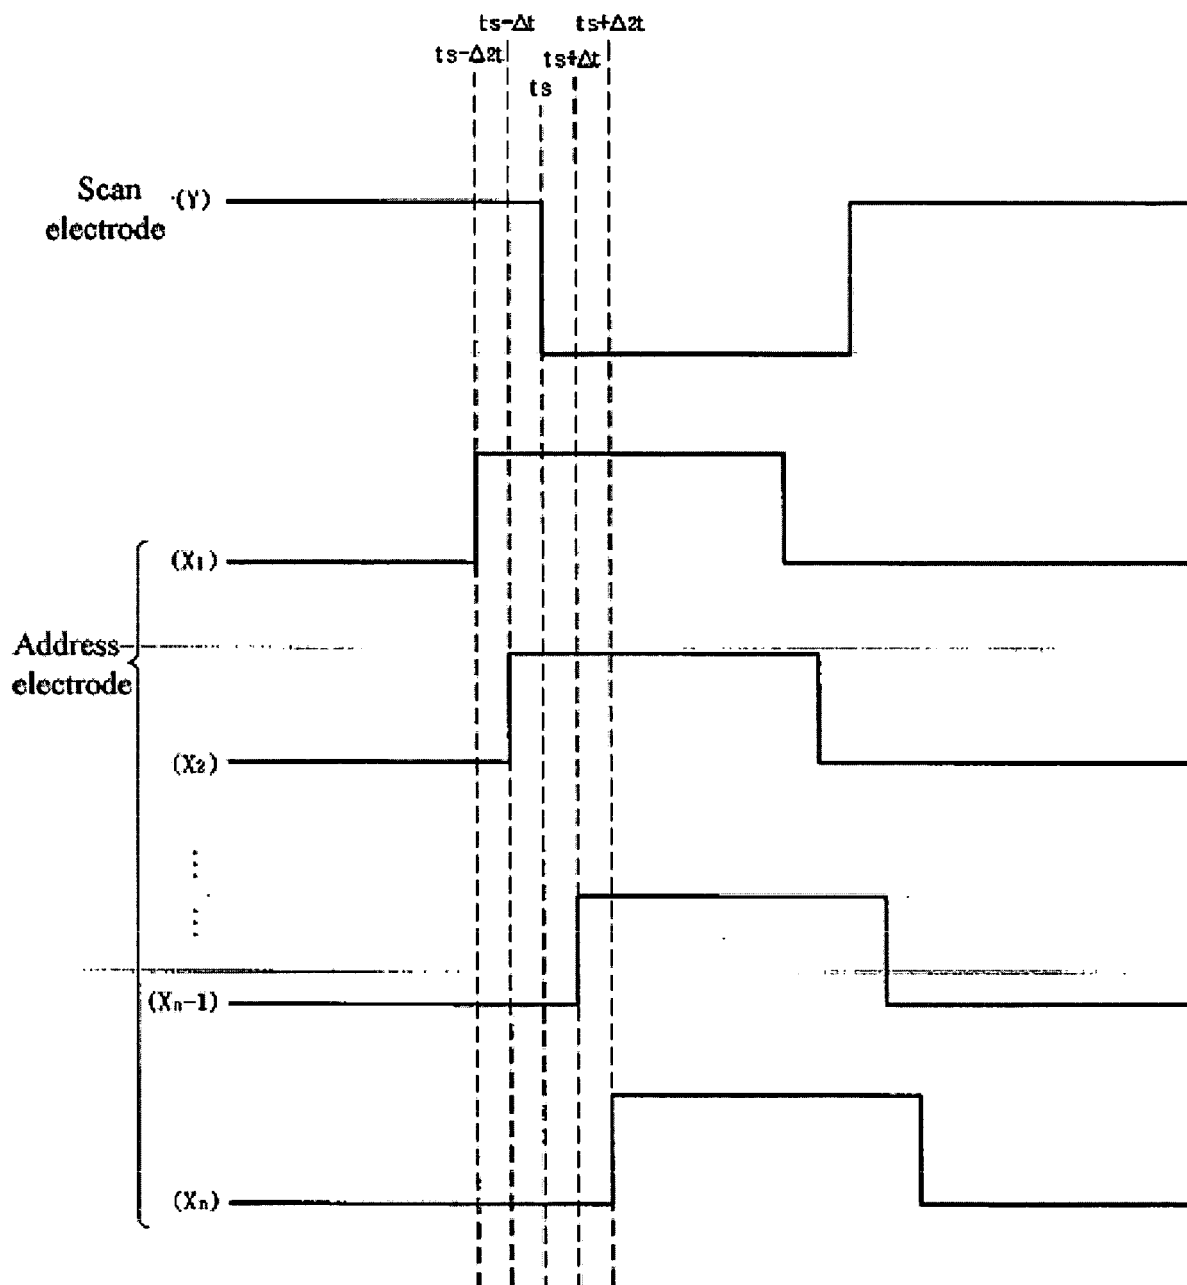 ts-Δt ts+Δ2t
ts-Δ2t ts+Δt
ts
Scan
electrode
(Y)
(X1)
Address
electrode
(X2)
(Xn-1)
(Xn)